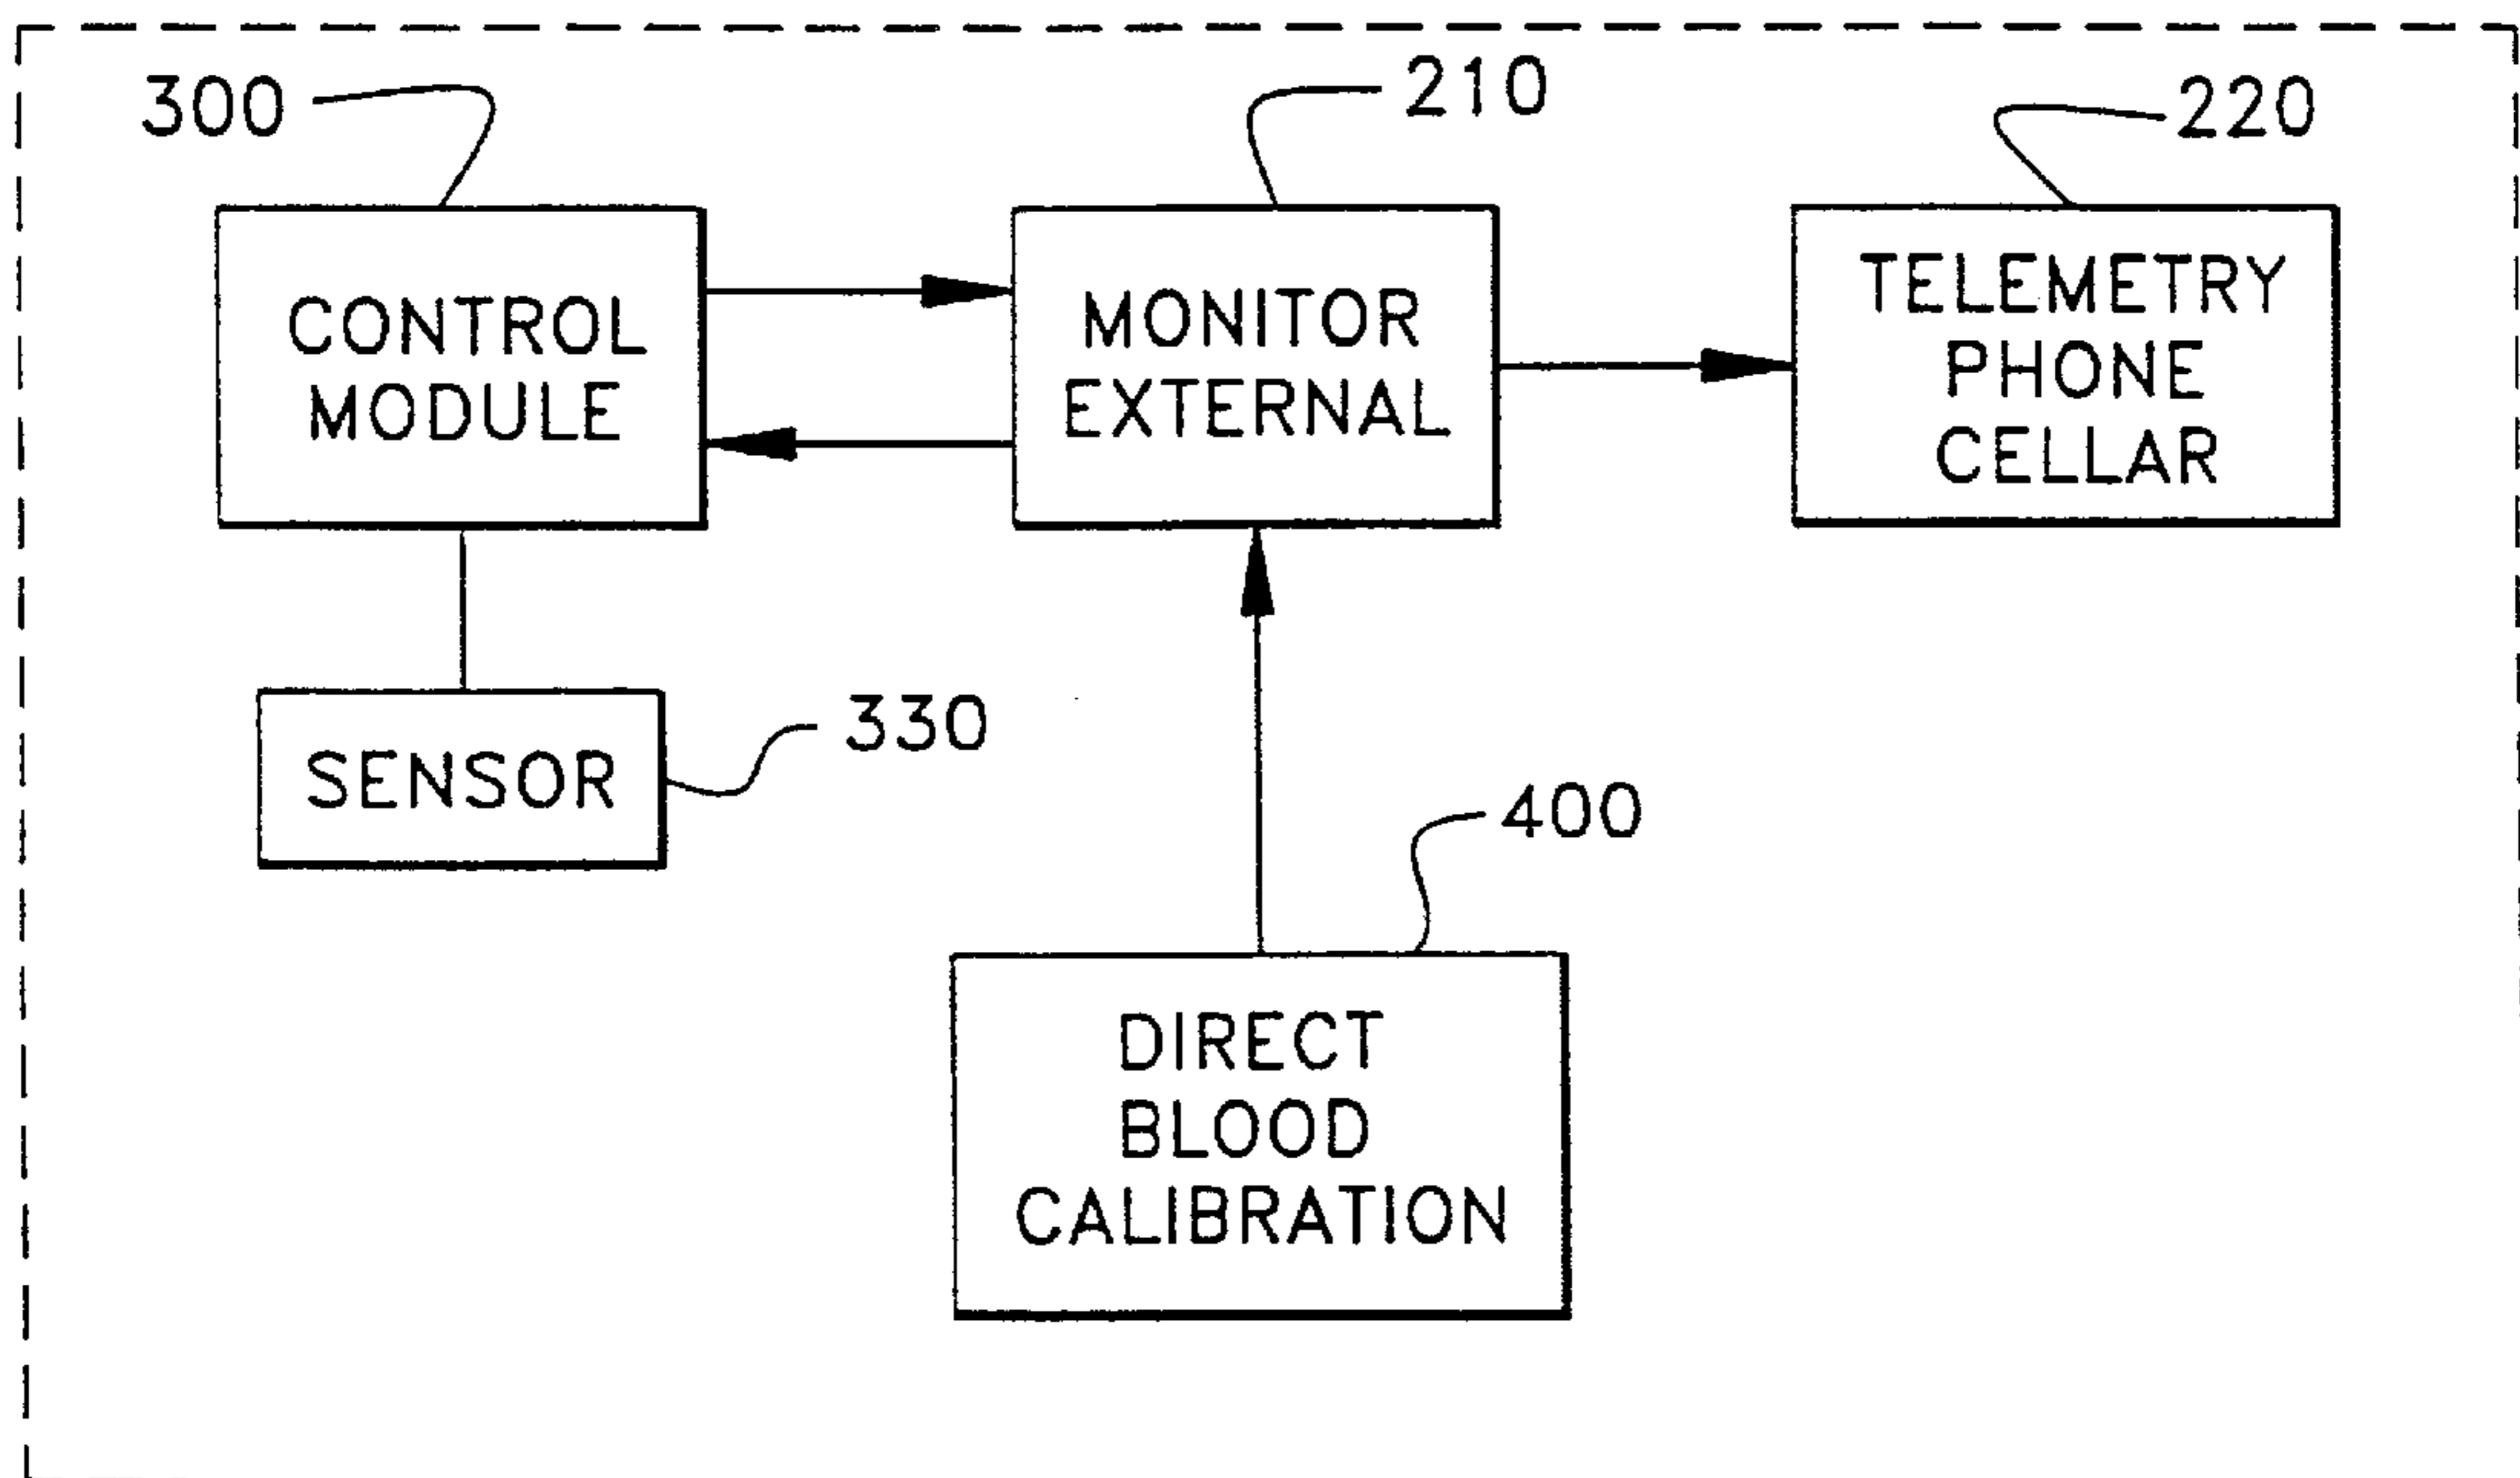 300
210
220
CONTROL
MODULE
MONITOR
EXTERNAL
TELEMETRY
PHONE
CELLAR
SENSOR
330
400
DIRECT
BLOOD
CALIBRATION